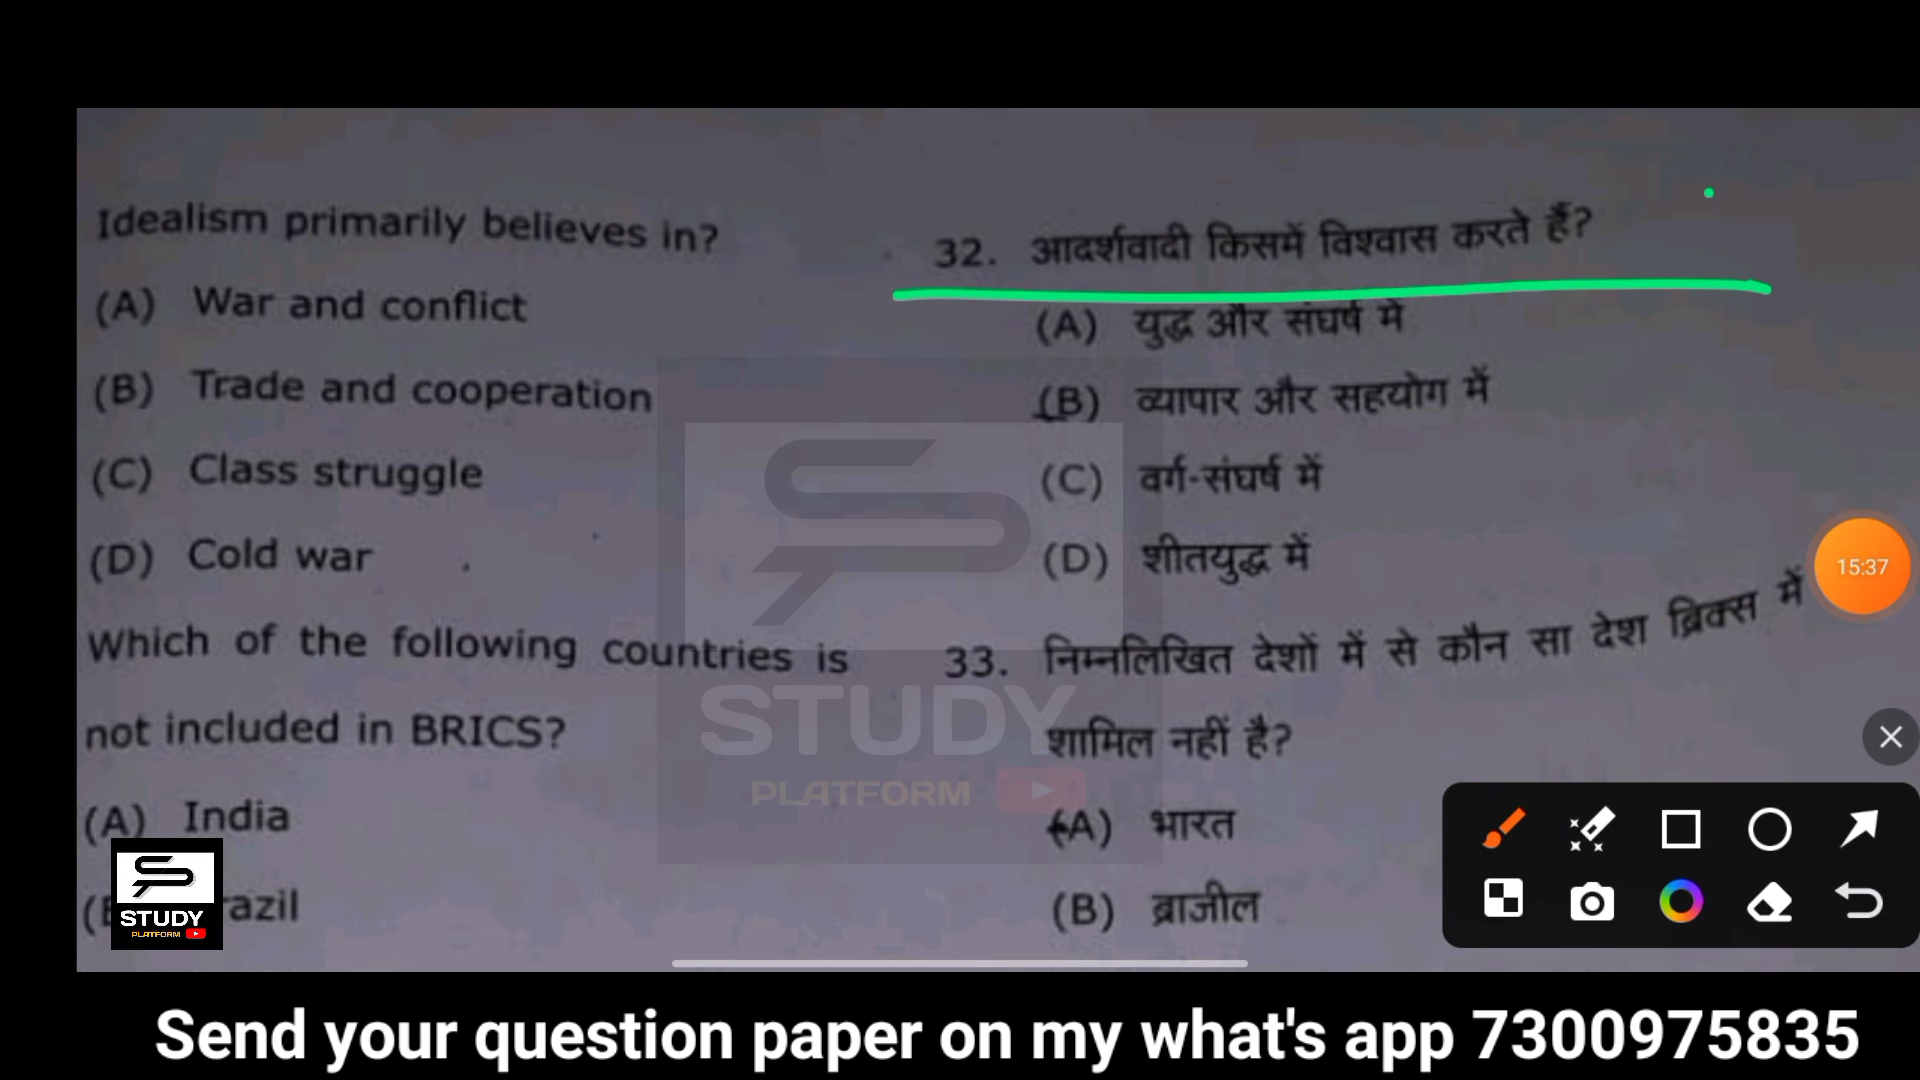 Idealism primarily believes in?
(A) War and conflict
(B) Trade and cooperation
(C) Class struggle
(D) Cold war
Which of the following countries is
not included in BRICS?
(A) India
razil
32. आदर्शवादी किसमें विश्वास करते हैं?
(A) युद्ध और संघर्ष में
(B) व्यापार और सहयोग में
(C) वर्ग-संघर्ष में
(D) शीतयुद्ध में
33. निम्नलिखित देशों में से कौन सा देश ब्रिक्स में
शामिल नहीं है?
(A) भारत
(B) ब्राजील
STUDY
PLATFORM
STUDY
PLATFORM
15:37
Send your question paper on my what's app 7300975835